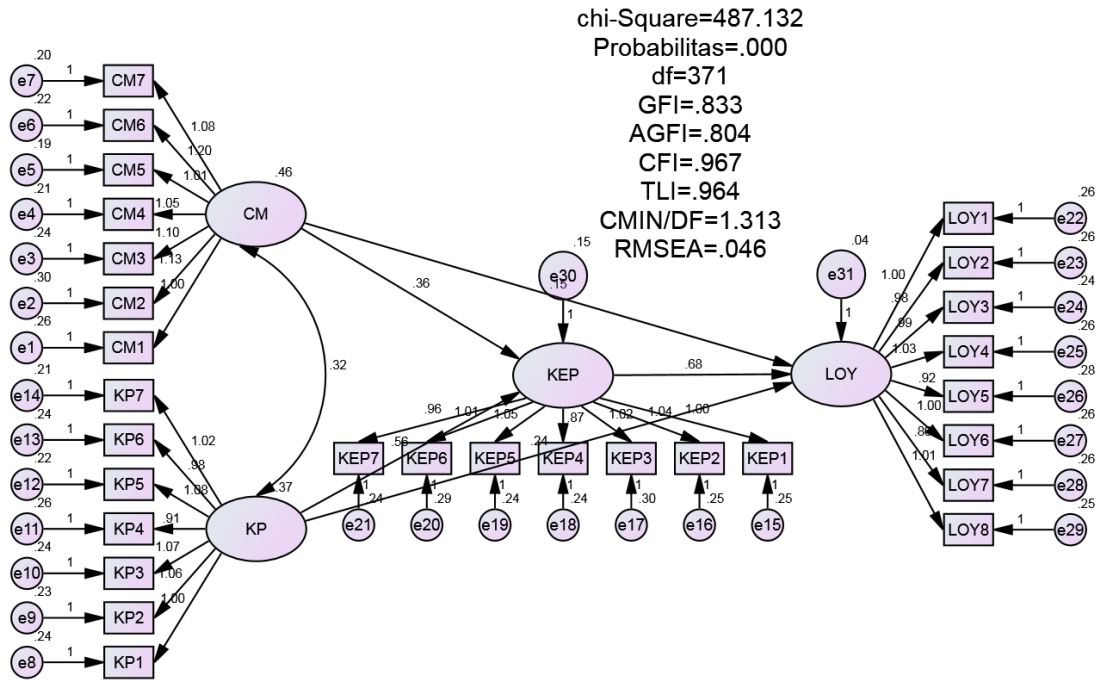 chi-Square=487.132
Probabilitas=.000
df=371
GFI=.833
AGFI=.804
CFI=.967
TLI=.964
CMIN/DF=1.313
RMSEA=.046
.20
e7 1 CM7
.22
e6 1 CM6
.19
e5 1 CM5
.21
e4 1 CM4
.24
e3 1 CM3
.30
e2 1 CM2
.26
e1 1 CM1
1.08
1.20
1.01
1.05
1.10
1.13
1.00
.46
CM
.21
e14 1 KP7
.24
e13 1 KP6
.22
e12 1 KP5
.26
e11 1 KP4
.24
e10 1 KP3
.23
e9 1 KP2
.24
e8 1 KP1
1.02
.98
1.08
.91
1.07
1.06
1.00
.37
KP
.32
.36
.15
.56
.24
.68
.15
e30
1
KEP
.04
e31
1
LOY
.96 1.01 1.05 .87 1.02 1.04 1.00
KEP7 KEP6 KEP5 KEP4 KEP3 KEP2 KEP1
1 1 1 1 1 1 1
.24 .29 .24 .24 .30 .25 .25
e21 e20 e19 e18 e17 e16 e15
1.00
.98
.99
1.03
.92
1.00
1.01
.26
LOY1 1 e22
.26
LOY2 1 e23
.24
LOY3 1 e24
.26
LOY4 1 e25
.28
LOY5 1 e26
.26
LOY6 1 e27
.26
LOY7 1 e28
.25
LOY8 1 e29